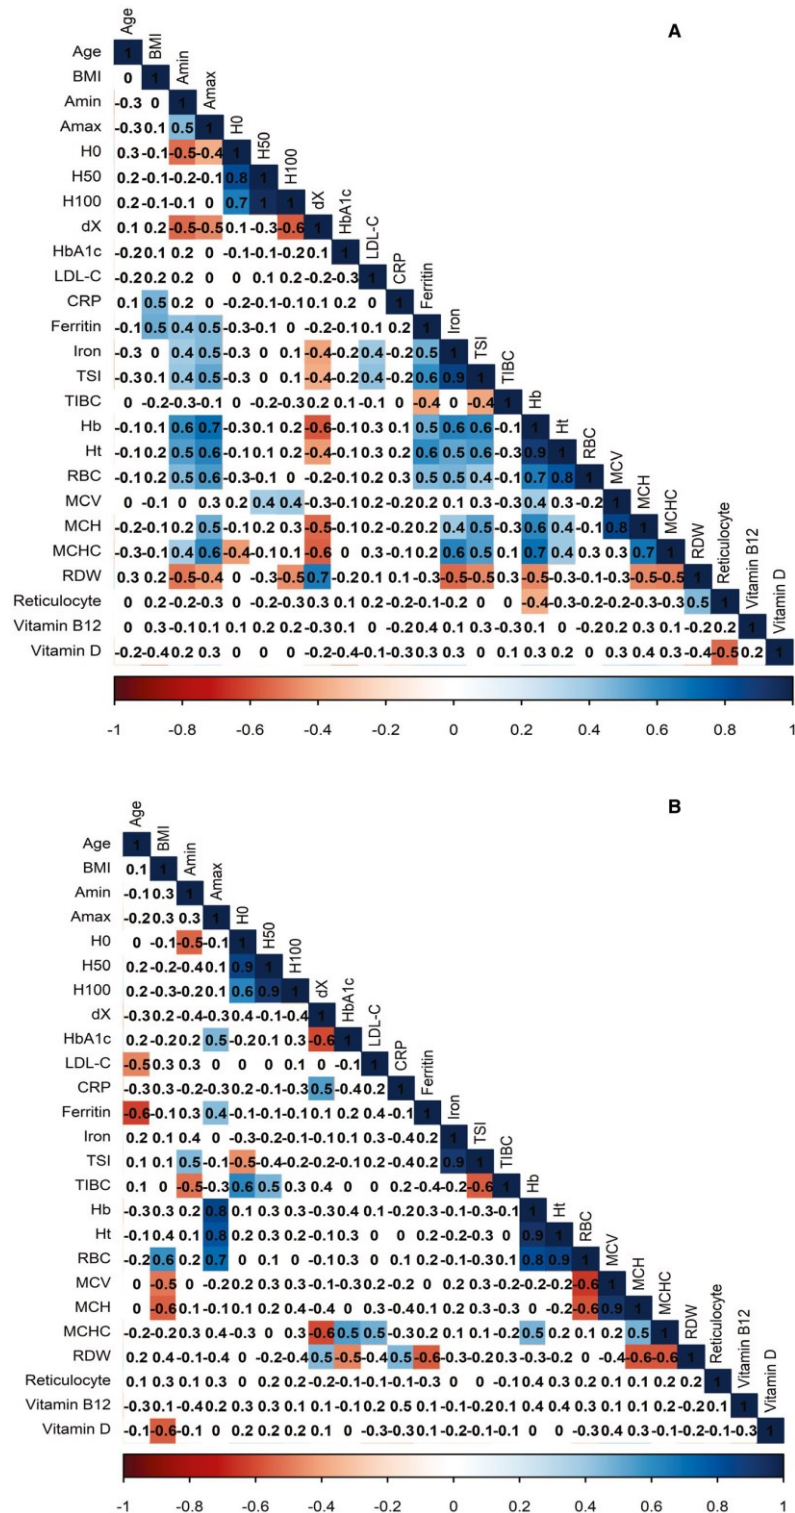 A
Age
BMI
Amin
Amax
H0
H50
H100
dX
HbA1c
LDL-C
CRP
Ferritin
Iron
TSI
TIBC
Hb
Ht
RBC
MCV
MCH
MCHC
RDW
Reticulocyte
Vitamin B12
Vitamin D
Age 1
BMI 0 1
Amin -0.3 0 1
Amax -0.3 0.1 0.5 1
H0 0.3 -0.1 -0.5 -0.4 1
H50 0.2 -0.1 -0.2 -0.1 0.8 1
H100 0.2 -0.1 -0.1 0 0.7 1 1
dX 0.1 0.2 -0.5 -0.5 0.1 -0.3 -0.6 1
HbA1c -0.2 0.1 0.2 0 -0.1 -0.1 -0.2 0.1 1
LDL-C -0.2 0.2 0.2 0 0 0.1 0.2 -0.2 -0.3 1
CRP 0.1 0.5 0.2 0 -0.2 -0.1 -0.1 0.1 0.2 0 1
Ferritin -0.1 0.5 0.4 0.5 -0.3 -0.1 0 -0.2 -0.1 0.1 0.2 1
Iron -0.3 0 0.4 0.5 -0.3 0 0.1 -0.4 -0.2 0.4 -0.2 0.5 1
TSI -0.3 0.1 0.4 0.5 -0.3 0 0.1 -0.4 -0.2 0.4 -0.2 0.6 0.9 1
TIBC 0 -0.2 -0.3 -0.1 0 -0.2 -0.3 0.2 0.1 -0.1 0 -0.4 0 -0.4 1
Hb -0.1 0.1 0.6 0.7 -0.3 0.1 0.2 -0.6 -0.1 0.3 0.1 0.5 0.6 0.6 -0.1 1
Ht -0.1 0.2 0.5 0.6 -0.3 0.1 0.2 -0.4 -0.1 0.3 0.2 0.6 0.5 0.6 -0.3 0.9 1
RBC -0.1 0.2 0.5 0.6 -0.3 -0.1 0 -0.2 -0.1 0.2 0.3 0.5 0.5 0.4 -0.1 0.7 0.8 1
MCV 0 -0.1 0 0.3 0.2 0.4 0.4 -0.3 -0.1 0.2 -0.2 0.2 0.1 0.3 -0.3 0.4 0.3 -0.2 1
MCH -0.2 -0.1 0.2 0.5 -0.1 0.2 0.3 -0.5 -0.1 0.2 -0.2 0.2 0.4 0.5 -0.3 0.6 0.4 -0.1 0.8 1
MCHC -0.3 -0.1 0.4 0.6 -0.4 -0.1 0.1 -0.6 0 0.3 -0.1 0.2 0.6 0.5 0.1 0.7 0.4 0.3 0.3 0.7 1
RDW 0.3 0.2 -0.5 -0.4 0 -0.3 -0.5 0.7 -0.2 0.1 0.1 -0.3 -0.5 -0.5 0.3 -0.5 -0.3 -0.1 -0.3 -0.5 -0.5 1
Reticulocyte 0 0.2 -0.2 -0.3 0 -0.2 -0.3 0.3 0.1 0.2 -0.2 -0.1 -0.2 0 0 -0.4 -0.3 -0.2 -0.2 -0.3 -0.3 0.5 1
Vitamin B12 0 0.3 -0.1 0.1 0.1 0.2 0.2 -0.3 0.1 0 -0.2 0.4 0.1 0.3 -0.3 0.1 0 -0.2 0.2 0.3 0.1 -0.2 0.2 1
Vitamin D -0.2 -0.4 0.2 0.3 0 0 0 -0.2 -0.4 -0.1 -0.3 0.3 0.3 0 0.1 0.3 0.2 0 0.3 0.4 0.3 -0.4 -0.5 0.2 1
-1 -0.8 -0.6 -0.4 -0.2 0 0.2 0.4 0.6 0.8 1
B
Age
BMI
Amin
Amax
H0
H50
H100
dX
HbA1c
LDL-C
CRP
Ferritin
Iron
TSI
TIBC
Hb
Ht
RBC
MCV
MCH
MCHC
RDW
Reticulocyte
Vitamin B12
Vitamin D
Age 1
BMI 0.1 1
Amin -0.1 0.3 1
Amax -0.2 0.3 0.3 1
H0 0 -0.1 -0.5 -0.1 1
H50 0.2 -0.2 -0.4 0.1 0.9 1
H100 0.2 -0.3 -0.2 0.1 0.6 0.9 1
dX -0.3 0.2 -0.4 -0.3 0.4 -0.1 -0.4 1
HbA1c 0.2 -0.2 0.2 0.5 -0.2 0.1 0.3 -0.6 1
LDL-C -0.5 0.3 0.3 0 0 0 0.1 0 -0.1 1
CRP -0.3 0.3 -0.2 -0.3 0.2 -0.1 -0.3 0.5 -0.4 0.2 1
Ferritin -0.6 -0.1 0.3 0.4 -0.1 -0.1 -0.1 0.1 0.2 0.4 -0.1 1
Iron 0.2 0.1 0.4 0 -0.3 -0.2 -0.1 -0.1 0.1 0.3 -0.4 0.2 1
TSI 0.1 0.1 0.5 -0.1 -0.5 -0.4 -0.2 -0.2 -0.1 0.2 -0.4 0.2 0.9 1
TIBC 0.1 0 -0.5 -0.3 0.6 0.5 0.3 0.4 0 0 0.2 -0.4 -0.2 -0.6 1
Hb -0.3 0.3 0.2 0.8 0.1 0.3 0.3 -0.3 0.4 0.1 0.2 -0.3 0.1 -0.3 -0.1 1
Ht -0.1 0.4 0.1 0.8 0.2 0.3 0.2 -0.1 0.3 0 0 0.2 -0.2 -0.3 0 0.9 1
RBC -0.2 0.6 0.2 0.7 0 0.1 0 -0.1 0.3 0 0.1 0.2 -0.1 -0.3 0.1 0.8 0.9 1
MCV 0 -0.5 0 -0.2 0.2 0.3 0.3 -0.1 -0.3 0.2 -0.2 0 0.2 0.3 -0.2 -0.2 -0.2 -0.6 1
MCH 0 -0.6 -0.1 -0.1 0.1 0.2 0.4 -0.4 0 0.3 -0.4 0.1 0.2 0.3 -0.3 0 -0.2 -0.6 0.9 1
MCHC -0.2 -0.2 0.3 0.4 -0.3 0 0.3 -0.6 0.5 0.5 -0.3 0.2 0.1 0.1 -0.2 0.5 0.2 0.1 0.2 0.5 1
RDW 0.2 0.4 -0.1 -0.4 0 -0.2 -0.4 0.5 -0.5 -0.4 0.5 -0.6 -0.3 -0.2 0.3 -0.3 -0.2 0 -0.4 -0.6 -0.6 1
Reticulocyte 0.1 0.3 0.1 0.3 0 0.2 0.2 -0.2 -0.1 0.1 -0.1 -0.3 0 0 -0.1 0.4 0.3 0.2 0.1 0.1 0.2 0.2 1
Vitamin B12 -0.3 0.1 -0.4 0.2 0.3 0.3 0.1 0.1 -0.1 0.2 0.5 0.1 -0.1 -0.2 0.1 0.4 0.4 0.3 0.1 0.1 0.2 -0.2 0.1 1
Vitamin D -0.1 -0.6 -0.1 0 0.2 0.2 0.2 0.1 0 -0.3 -0.3 0.1 -0.2 -0.1 -0.1 0 0 -0.3 0.4 0.3 -0.1 -0.2 -0.1 -0.3 1
-1 -0.8 -0.6 -0.4 -0.2 0 0.2 0.4 0.6 0.8 1